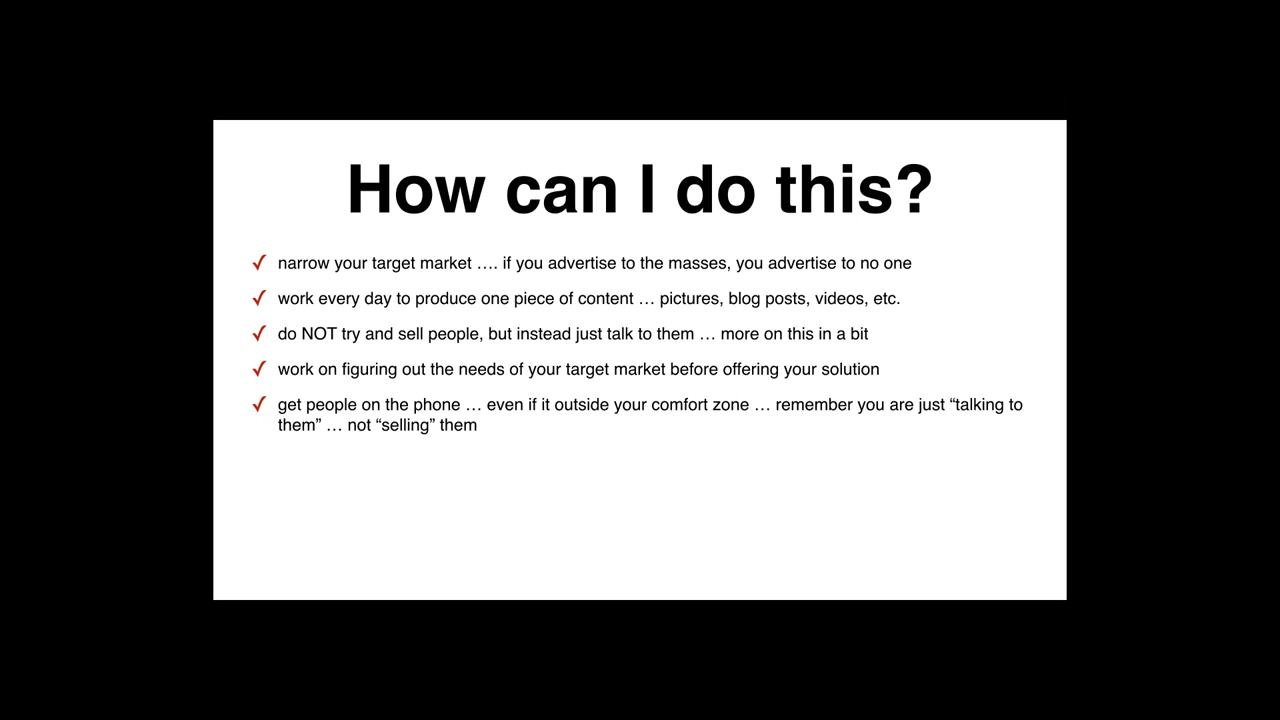 How can I do this?
✓ narrow your target market …. if you advertise to the masses, you advertise to no one
✓ work every day to produce one piece of content … pictures, blog posts, videos, etc.
✓ do NOT try and sell people, but instead just talk to them … more on this in a bit
✓ work on figuring out the needs of your target market before offering your solution
✓ get people on the phone … even if it outside your comfort zone … remember you are just “talking to
them” … not “selling” them